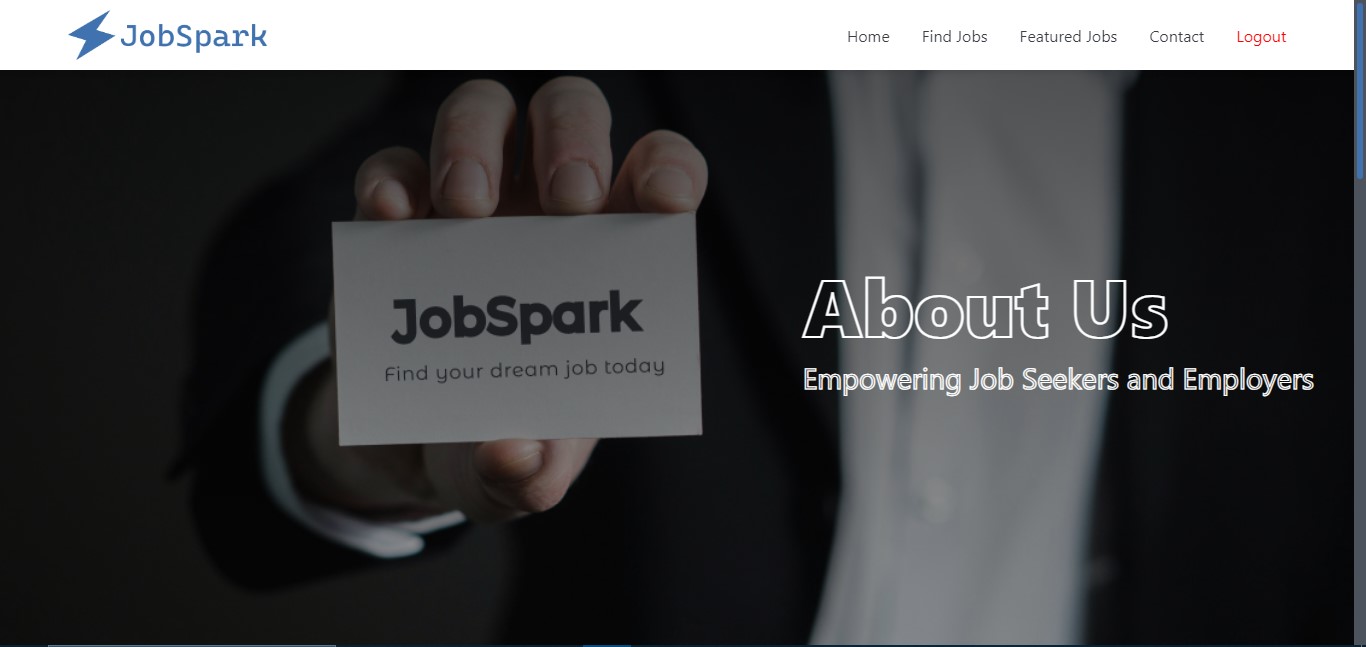 JobSpark
Home Find Jobs Featured Jobs Contact Logout
JobSpark
Find your dream job today
About Us
Empowering Job Seekers and Employers